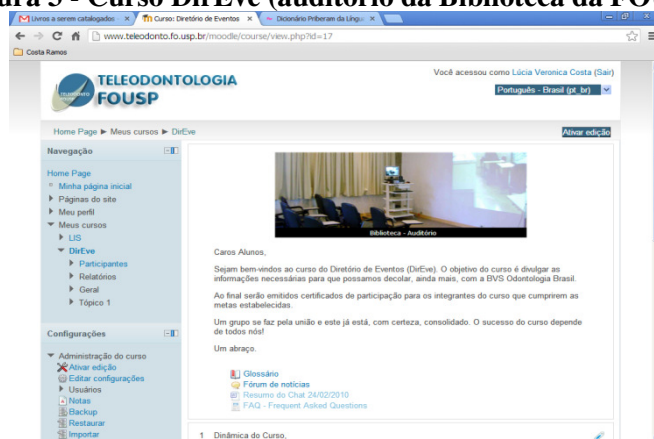 ura 3 - Curso DirEve (auditório da Biblioteca da FO
Livros a serem catalogados
Curso: Diretório de Eventos
Dicionário Priberam da Língu
www.teleodonto.fo.usp.br/moodle/course/view.php?id=17
Costa Ramos
TELEODONTOLOGIA
FOUSP
Você acessou como Lúcia Veronica Costa (Sair)
Português - Brasil (pt_br)
Home Page ► Meus cursos ► DirEve
Ativar edição
Navegação
Home Page
Minha página inicial
Páginas do site
Meu perfil
Meus cursos
LIS
DirEve
Participantes
Relatórios
Geral
Tópico 1
Configurações
Administração do curso
Ativar edição
Editar configurações
Usuários
Notas
Backup
Restaurar
Importar
Biblioteca - Auditório
Caros Alunos,
Sejam bem-vindos ao curso do Diretório de Eventos (DirEve). O objetivo do curso é divulgar as
informações necessárias para que possamos decolar, ainda mais, com a BVS Odontologia Brasil.
Ao final serão emitidos certificados de participação para os integrantes do curso que cumprirem as
metas estabelecidas.
Um grupo se faz pela união e este já está, com certeza, consolidado. O sucesso do curso depende
de todos nós!
Um abraço.
Glossário
Fórum de notícias
Resumo do Chat 24/02/2010
FAQ - Frequent Asked Questions
1 Dinâmica do Curso,